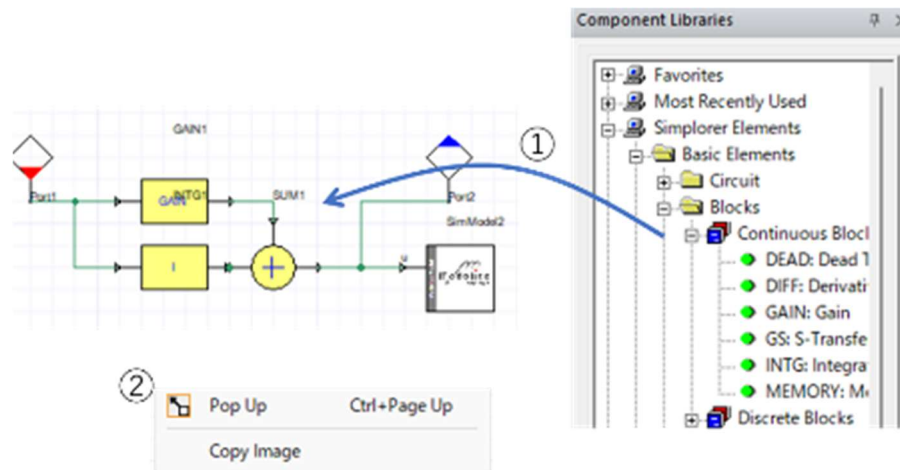 Component Libraries
Favorites
Most Recently Used
Simplorer Elements
Basic Elements
Circuit
Blocks
Continuous Bloc
DEAD: Dead T
DIFF: Derivati
GAIN: Gain
GS: S-Transfe
INTG: Integra
MEMORY: M
Discrete Blocks
①
GAIN1
Port1
GAIN
INTG1
SUM1
Port2
SimModel2
I
+
②
Pop Up Ctrl+Page Up
Copy Image